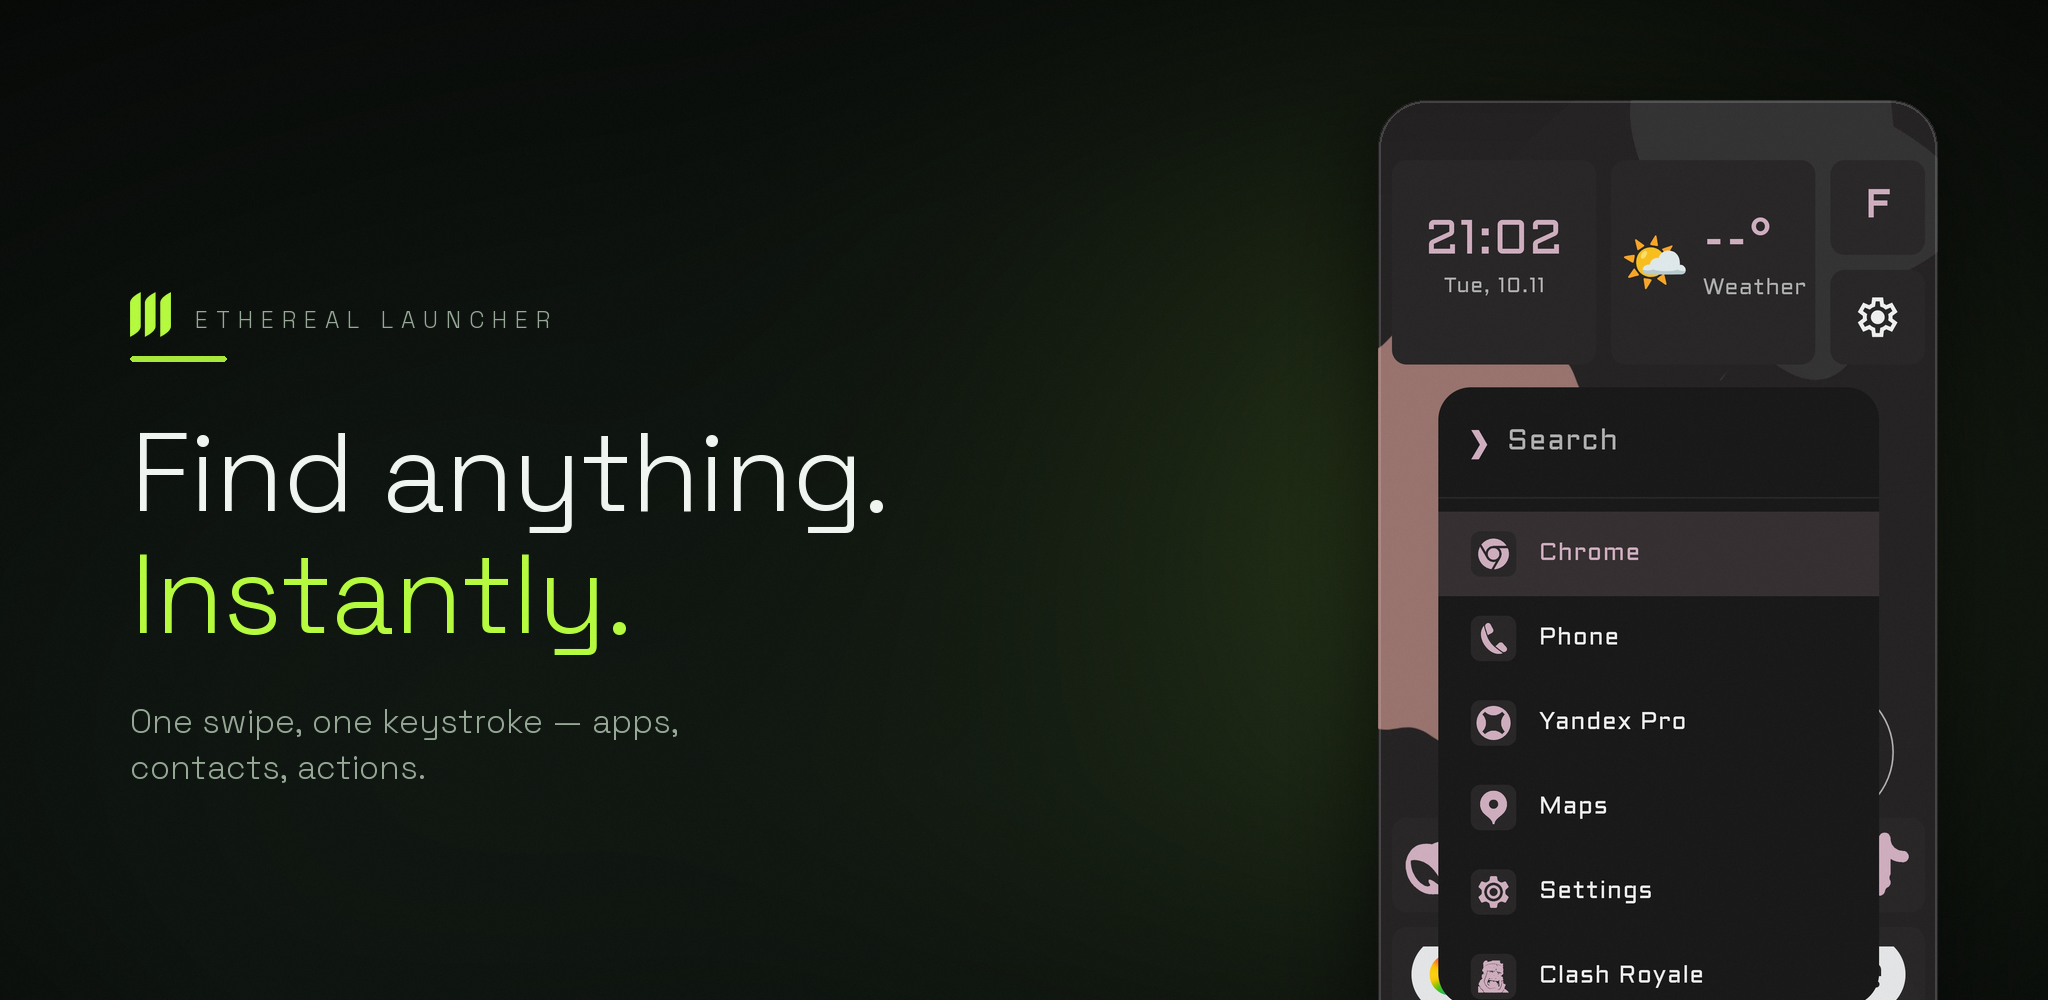 ETHEREAL LAUNCHER
Find anything.
Instantly.
One swipe, one keystroke — apps,
contacts, actions.
21:02
Tue, 10.11
--°
Weather
F
❯ Search
Chrome
Phone
Yandex Pro
Maps
Settings
Clash Royale